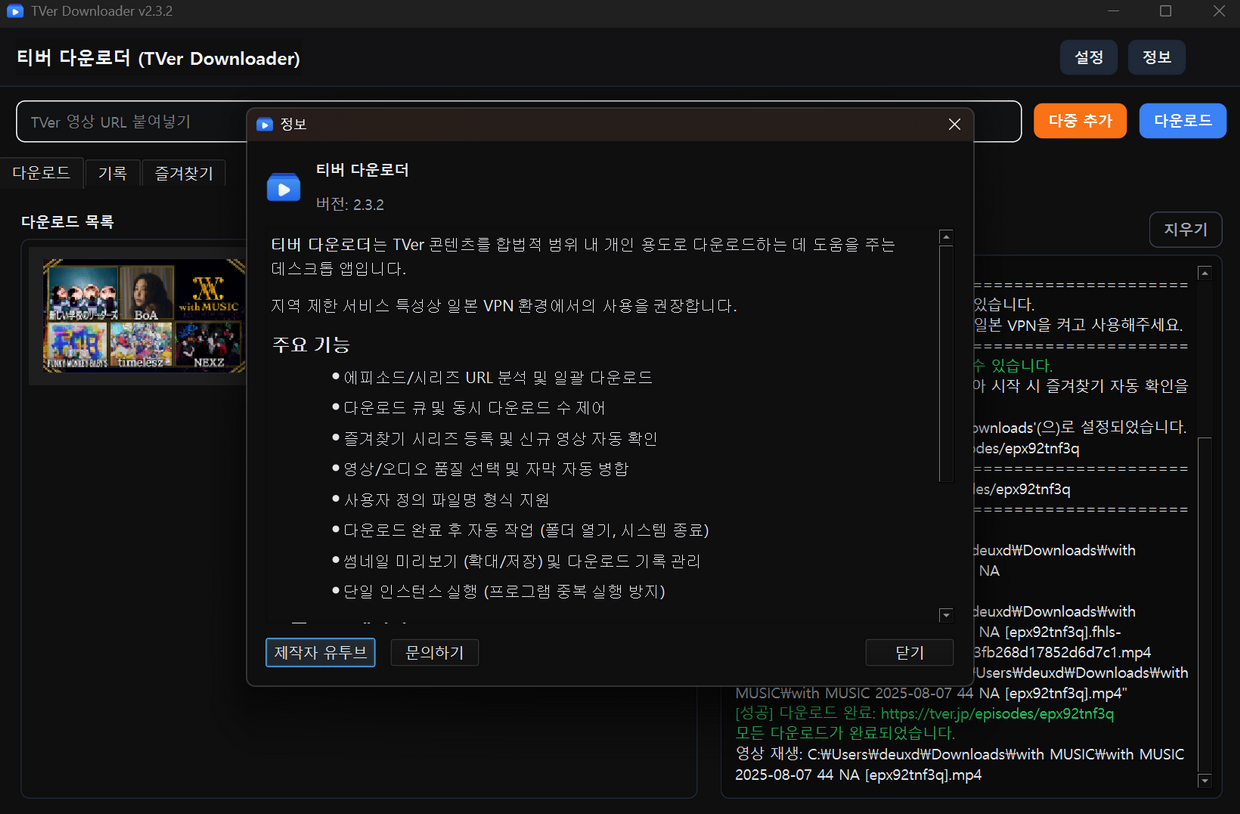 TVer Downloader v2.3.2
티버 다운로더 (TVer Downloader)
설정
정보
TVer 영상 URL 붙여넣기
다중 추가
다운로드
다운로드
기록
즐겨찾기
다운로드 목록
지우기
新しい学校のリーダーズ
BoA
with MUSIC
FUNKY MONKEY BΛBY'S
timelesz
NEXZ
정보
티버 다운로더
버전: 2.3.2
티버 다운로더는 TVer 콘텐츠를 합법적 범위 내 개인 용도로 다운로드하는 데 도움을 주는
데스크톱 앱입니다.
지역 제한 서비스 특성상 일본 VPN 환경에서의 사용을 권장합니다.
주요 기능
에피소드/시리즈 URL 분석 및 일괄 다운로드
다운로드 큐 및 동시 다운로드 수 제어
즐겨찾기 시리즈 등록 및 신규 영상 자동 확인
영상/오디오 품질 선택 및 자막 자동 병합
사용자 정의 파일명 형식 지원
다운로드 완료 후 자동 작업 (폴더 열기, 시스템 종료)
썸네일 미리보기 (확대/저장) 및 다운로드 기록 관리
단일 인스턴스 실행 (프로그램 중복 실행 방지)
제작자 유투브
문의하기
닫기
=====================
있습니다.
일본 VPN을 켜고 사용해주세요.
=====================
수 있습니다.
아 시작 시 즐겨찾기 자동 확인을
ownloads'(으)로 설정되었습니다.
odes/epx92tnf3q
=====================
les/epx92tnf3q
=====================
deuxd₩Downloads₩with
NA
deuxd₩Downloads₩with
NA [epx92tnf3q].fhls-
3fb268d17852d6d7c1.mp4
₩Users₩deuxd₩Downloads₩with
MUSIC₩with MUSIC 2025-08-07 44 NA [epx92tnf3q].mp4"
[성공] 다운로드 완료: https://tver.jp/episodes/epx92tnf3q
모든 다운로드가 완료되었습니다.
영상 재생: C:₩Users₩deuxd₩Downloads₩with MUSIC₩with MUSIC
2025-08-07 44 NA [epx92tnf3q].mp4